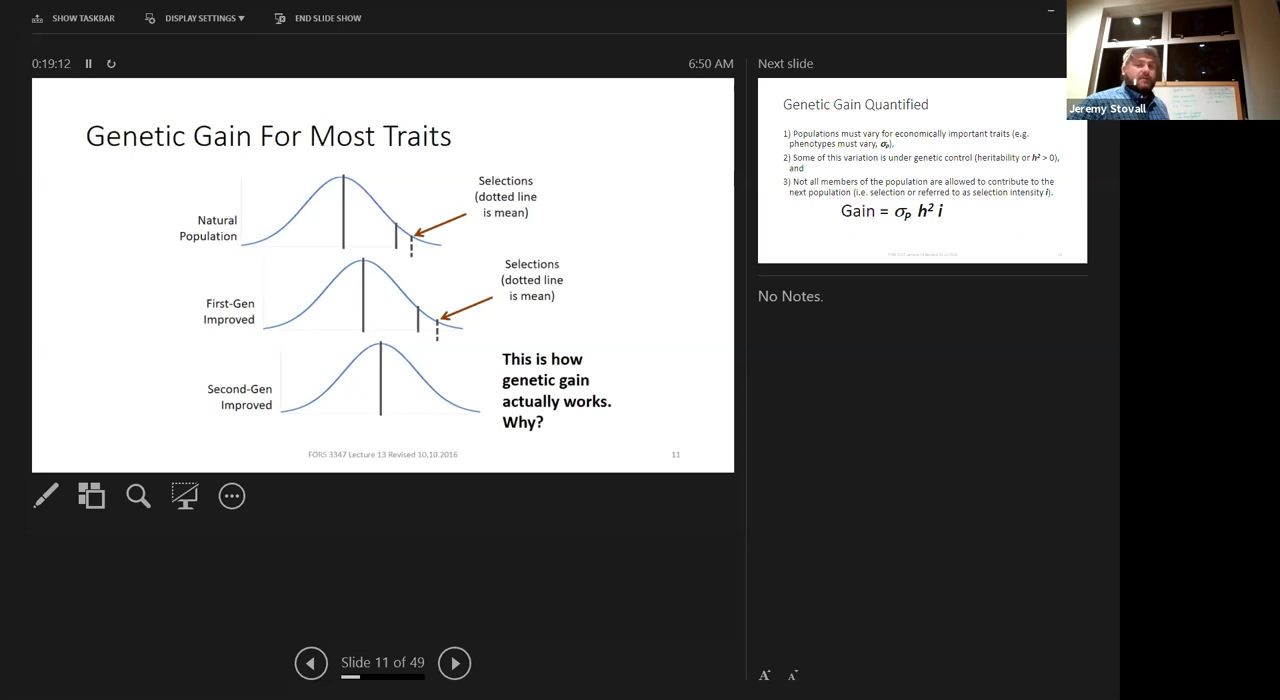 SHOW TASKBAR
DISPLAY SETTINGS ▼
END SLIDE SHOW
0:19:12
6:50 AM
Next slide
Jeremy Stovall
Genetic Gain For Most Traits
Selections
(dotted line
is mean)
Natural
Population
Selections
(dotted line
is mean)
First-Gen
Improved
This is how
genetic gain
actually works.
Why?
Second-Gen
Improved
FORS 3347 Lecture 13 Revised 10.10.2016
11
Genetic Gain Quantified
1) Populations must vary for economically important traits (e.g.
phenotypes must vary, σₚ),
2) Some of this variation is under genetic control (heritability or h² > 0),
and
3) Not all members of the population are allowed to contribute to the
next population (i.e. selection or referred to as selection intensity i).
Gain = σₚ h² i
No Notes.
Slide 11 of 49
A A